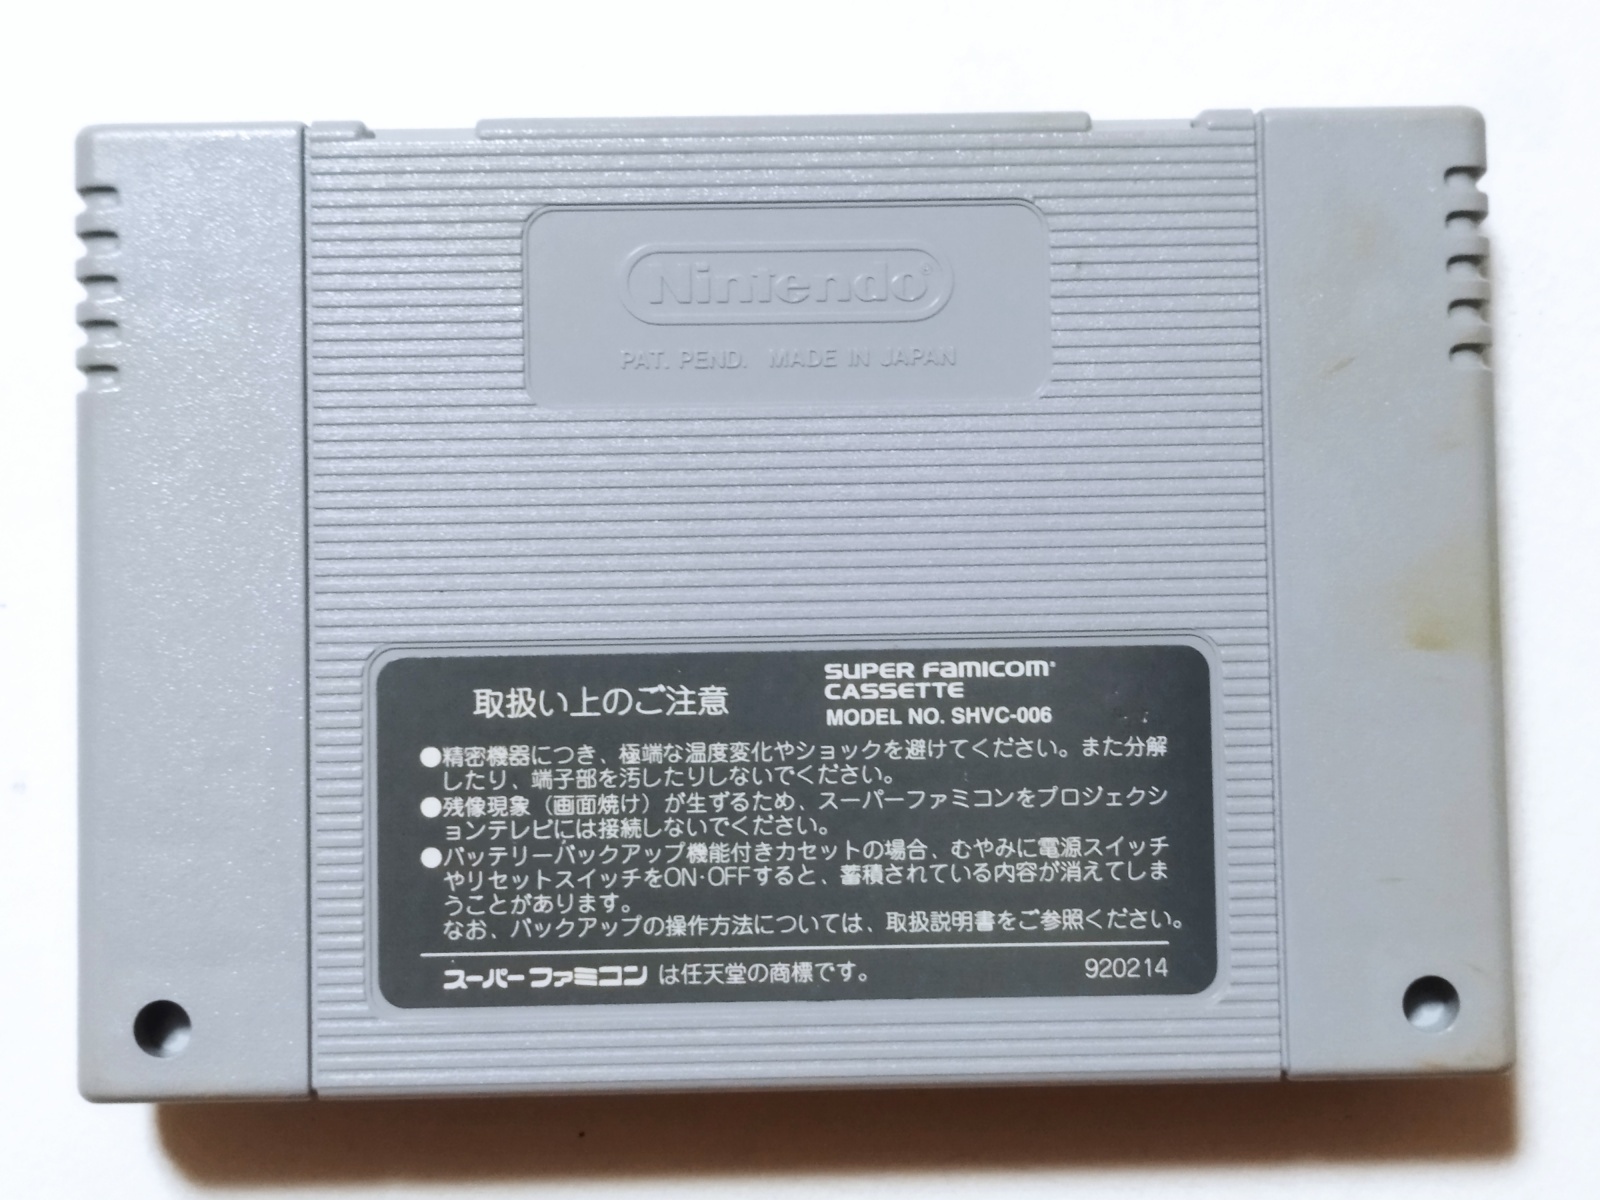 Nintendo®
PAT. PEND. MADE IN JAPAN
取扱い上のご注意
SUPER FAMICOM
CASSETTE
MODEL NO. SHVC-006
●精密機器につき、極端な温度変化やショックを避けてください。また分解
したり、端子部を汚したりしないでください。
●残像現象（画面焼け）が生ずるため、スーパーファミコンをプロジェクシ
ョンテレビには接続しないでください。
●バッテリーバックアップ機能付きカセットの場合、むやみに電源スイッチ
やリセットスイッチをON·OFFすると、蓄積されている内容が消えてしま
うことがあります。
なお、バックアップの操作方法については、取扱説明書をご参照ください。
スーパーファミコン は任天堂の商標です。
920214